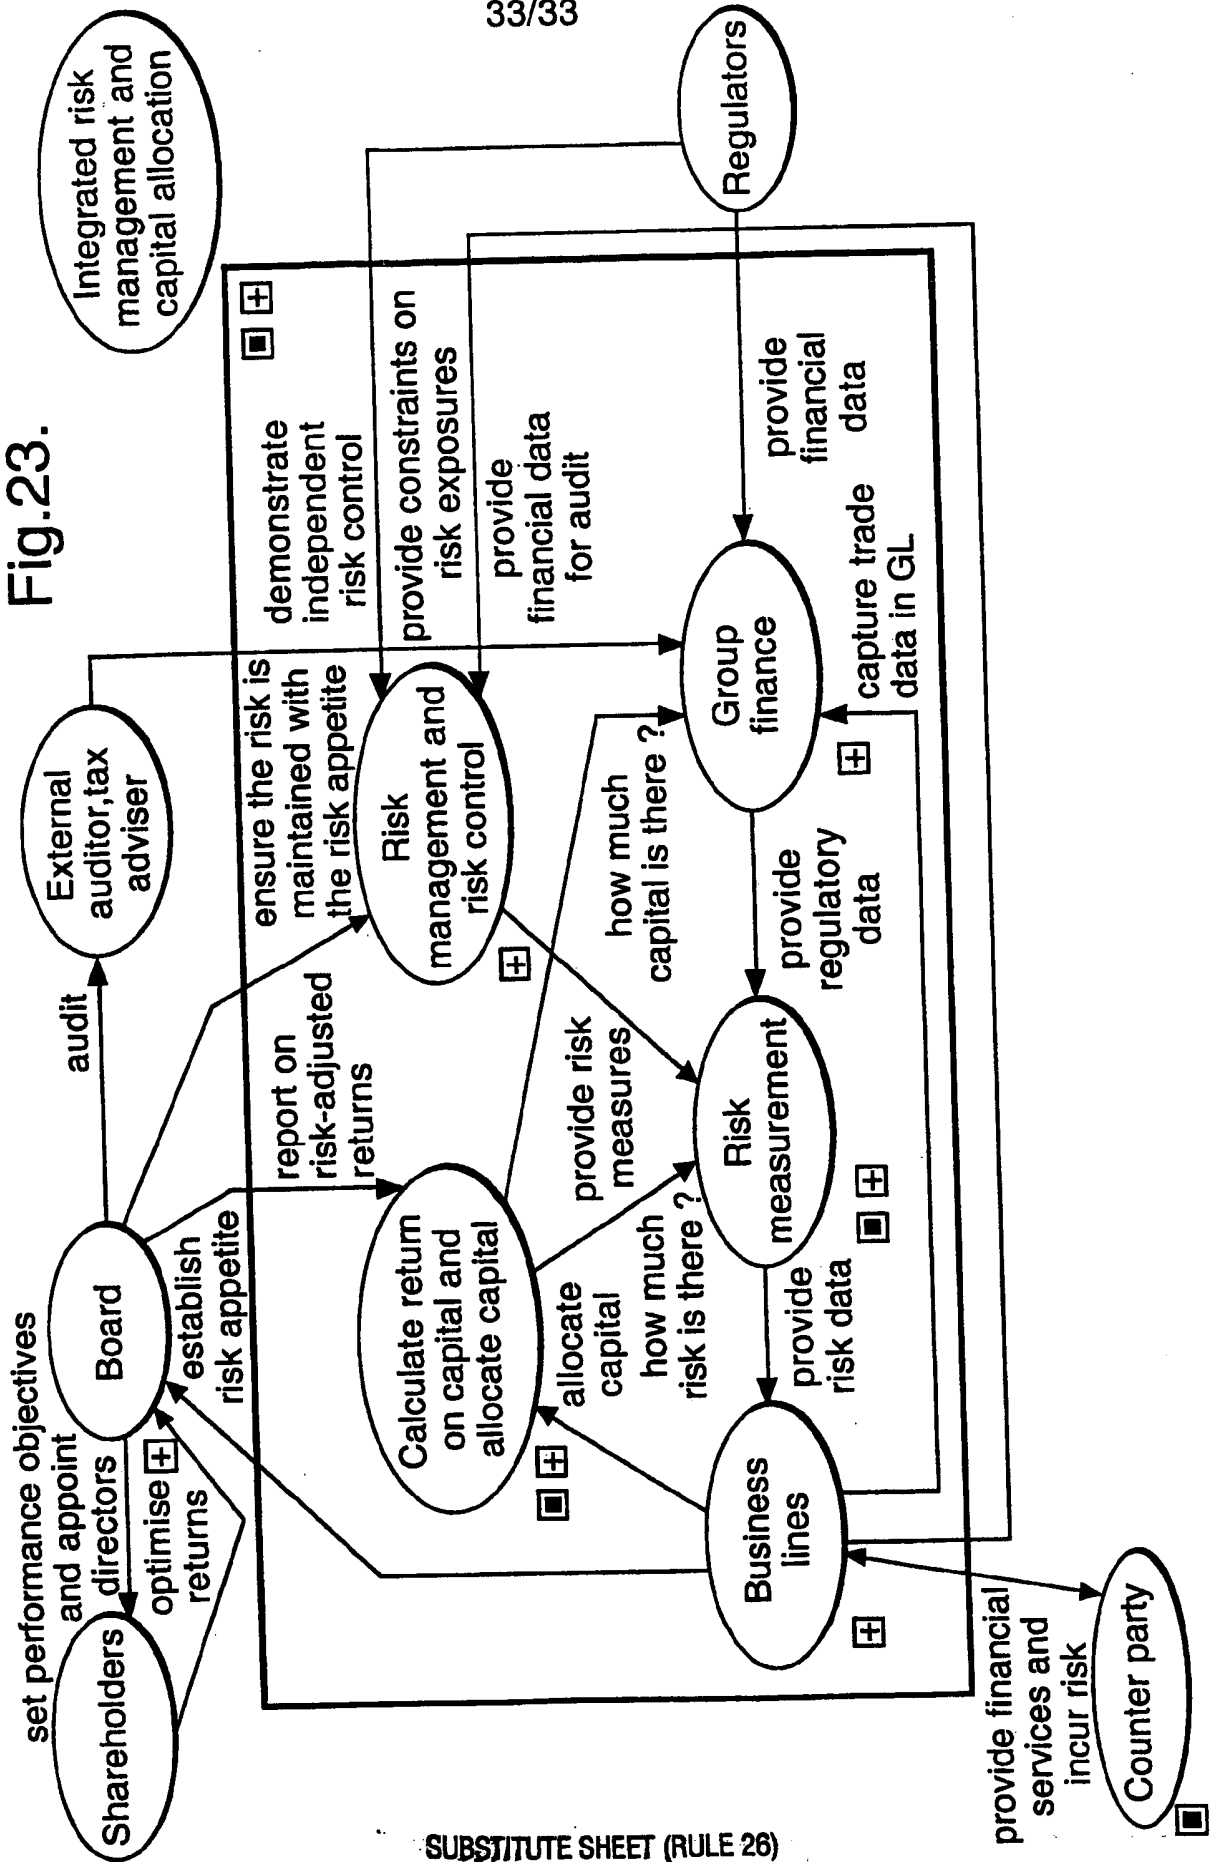 33/33
Fig.23.
Integrated risk
management and
capital allocation
External
auditor,tax
adviser
audit
set performance objectives
and appoint
directors
Board
Shareholders
optimise
returns
establish
risk appetite
report on
risk-adjusted
returns
ensure the risk is
maintained with
the risk appetite
demonstrate
independent
risk control
provide constraints on
risk exposures
provide
financial data
for audit
Regulators
Risk
management and
risk control
Calculate return
on capital and
allocate capital
allocate
capital
how much
risk is there ?
provide risk
measures
how much
capital is there ?
Group
finance
provide
financial
data
capture trade
data in GL
provide
regulatory
data
Risk
measurement
provide
risk data
Business
lines
provide financial
services and
incur risk
Counter party
SUBSTITUTE SHEET (RULE 26)